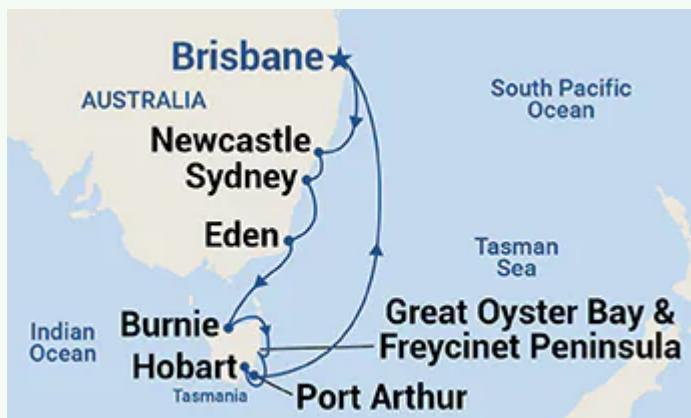 Brisbane
AUSTRALIA
South Pacific
Ocean
Newcastle
Sydney
Eden
Tasman
Sea
Indian
Ocean
Burnie
Great Oyster Bay &
Freycinet Peninsula
Hobart
Port Arthur
Tasmania